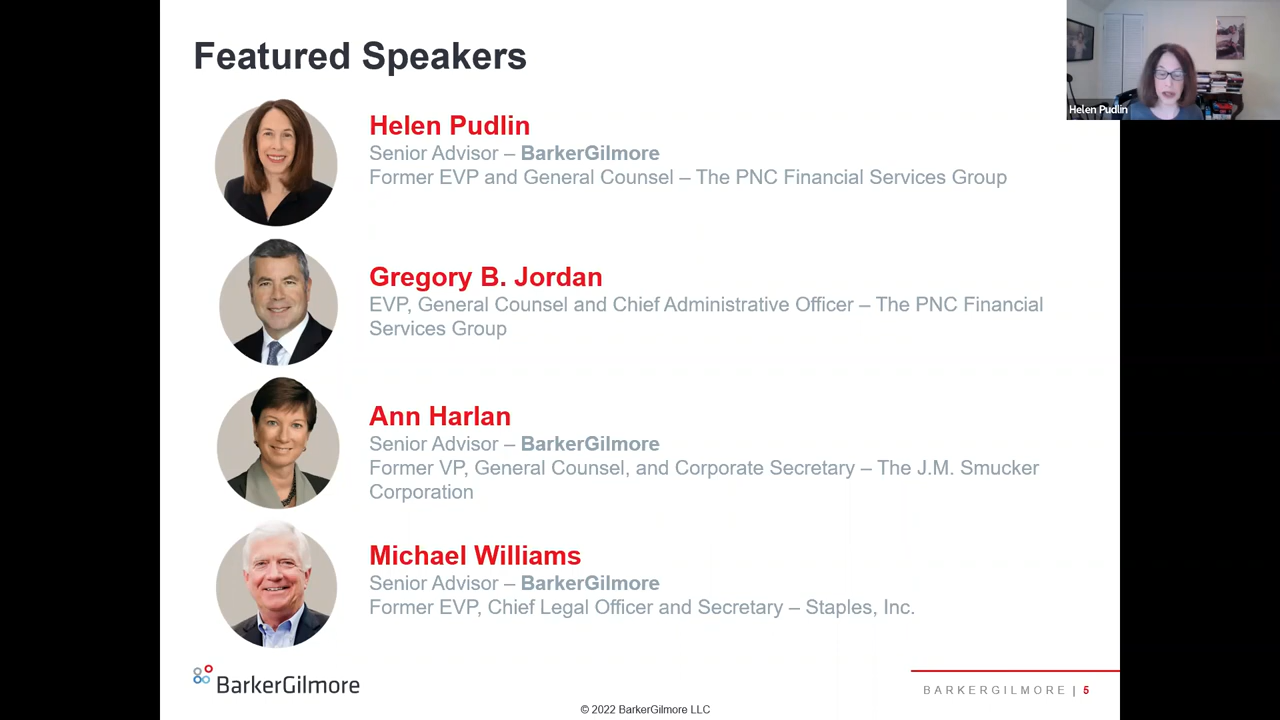 Featured Speakers
Helen Pudlin
Helen Pudlin
Senior Advisor – BarkerGilmore
Former EVP and General Counsel – The PNC Financial Services Group
Gregory B. Jordan
EVP, General Counsel and Chief Administrative Officer – The PNC Financial
Services Group
Ann Harlan
Senior Advisor – BarkerGilmore
Former VP, General Counsel, and Corporate Secretary – The J.M. Smucker
Corporation
Michael Williams
Senior Advisor – BarkerGilmore
Former EVP, Chief Legal Officer and Secretary – Staples, Inc.
BarkerGilmore
BARKERGILMORE | 5
© 2022 BarkerGilmore LLC